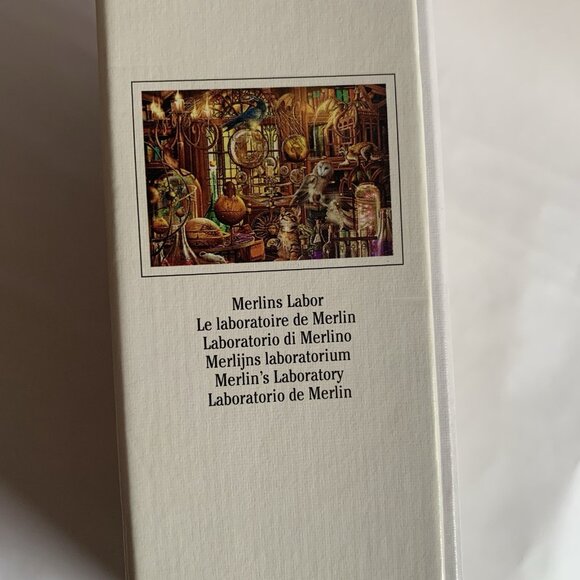 Merlins Labor
Le laboratoire de Merlin
Laboratorio di Merlino
Merlijns laboratorium
Merlin's Laboratory
Laboratorio de Merlin